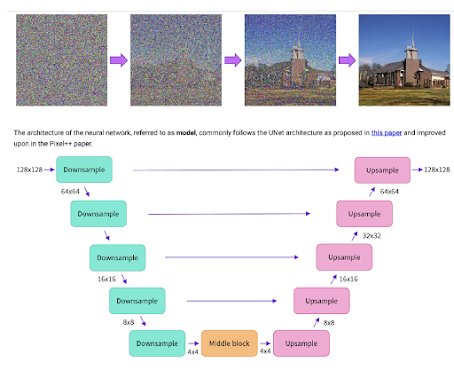 The architecture of the neural network, referred to as model, commonly follows the UNet architecture as proposed in this paper and improved
upon in the Pixel++ paper.
128x128 Downsample Upsample 128x128
64x64 64x64
Downsample Upsample
32x32
Downsample Upsample
16x16 16x16
Downsample Upsample
8x8 8x8
Downsample 4x4 Middle block 4x4 Upsample